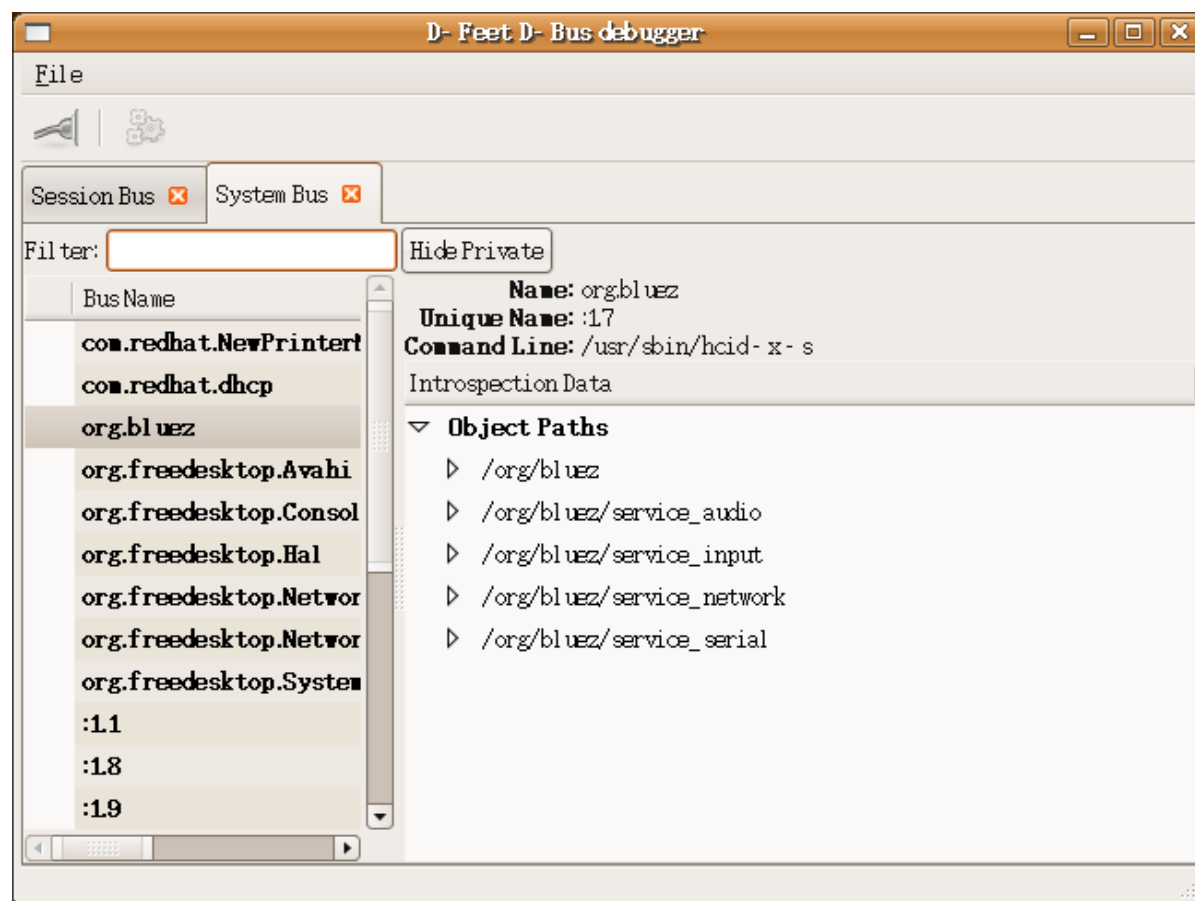 D-Feet D-Bus debugger
File
Session Bus
System Bus
Filter:
Hide Private
Bus Name
com.redhat.NewPrinterN
com.redhat.dhcp
org.bluez
org.freedesktop.Avahi
org.freedesktop.Consol
org.freedesktop.Hal
org.freedesktop.Networ
org.freedesktop.Networ
org.freedesktop.System
:1.1
:1.8
:1.9
Name: org.bluez
Unique Name: :1.7
Command Line: /usr/sbin/hcid -x -s
Introspection Data
Object Paths
/org/bluez
/org/bluez/service_audio
/org/bluez/service_input
/org/bluez/service_network
/org/bluez/service_serial